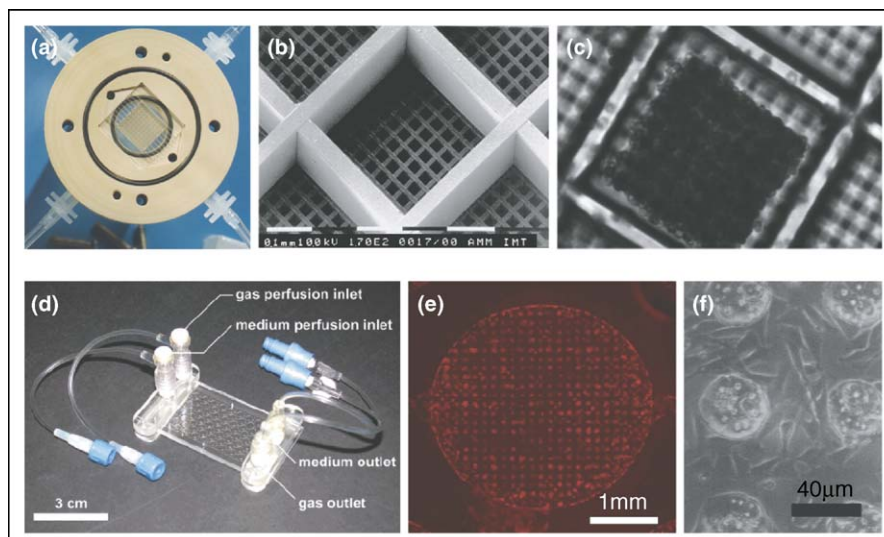 (a)
(b)
01mm100kV 170E2 0017/00 AMM IMT
(c)
(d)
gas perfusion inlet
medium perfusion inlet
medium outlet
gas outlet
3 cm
(e)
1mm
(f)
40μm